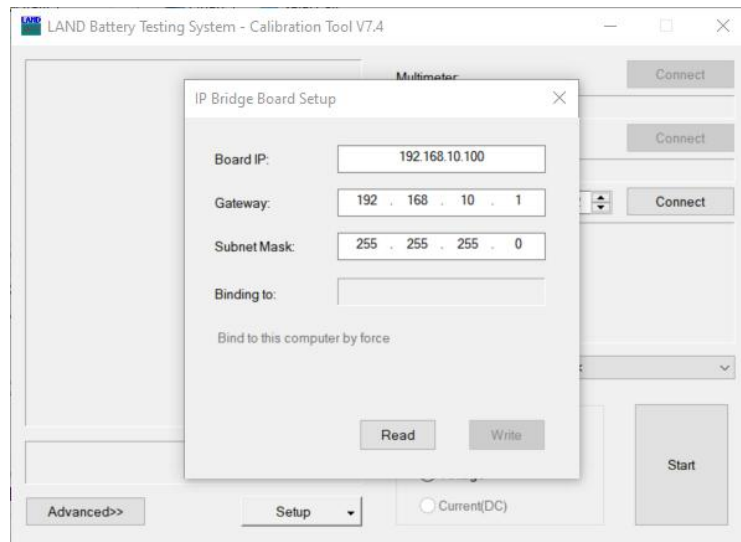 LAND Battery Testing System - Calibration Tool V7.4
Multimeter:
Connect
IP Bridge Board Setup
Connect
Board IP: 192.168.10.100
Gateway: 192 . 168 . 10 . 1
Connect
Subnet Mask: 255 . 255 . 255 . 0
Binding to:
Bind to this computer by force
Read
Write
Start
Advanced>>
Setup
Current(DC)